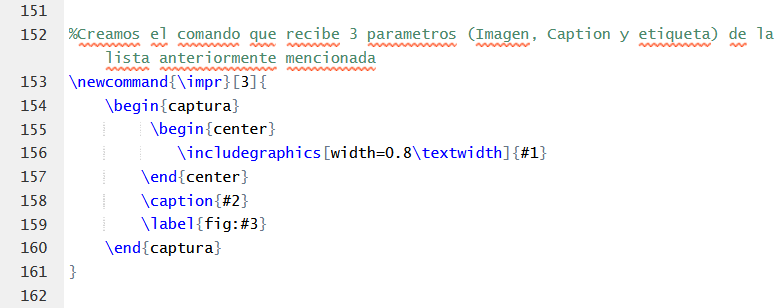 151
152 %Creamos el comando que recibe 3 parametros (Imagen, Caption y etiqueta) de la
lista anteriormente mencionada
153 \newcommand{\impr}[3]{
154 \begin{captura}
155 \begin{center}
156 \includegraphics[width=0.8\textwidth]{#1}
157 \end{center}
158 \caption{#2}
159 \label{fig:#3}
160 \end{captura}
161 }
162